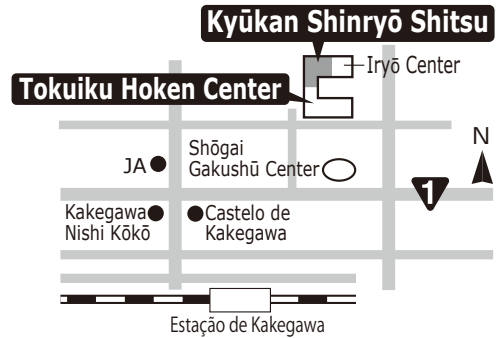 Kyūkan Shinryō Shitsu
Iryō Center
Tokuiku Hoken Center
N
JA
Shōgai
Gakushū Center
1
Kakegawa
Nishi Kōkō
Castelo de
Kakegawa
Estação de Kakegawa